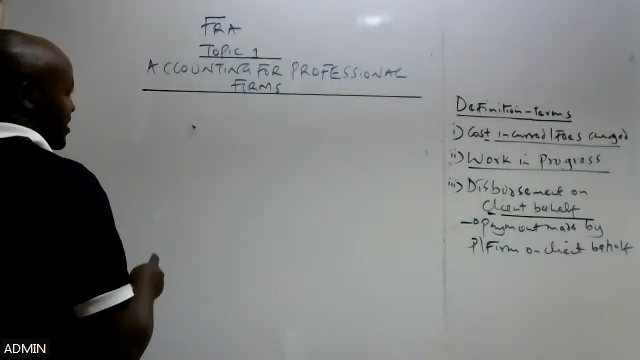 FRA
TOPIC 1
ACCOUNTING FOR PROFESSIONAL
FIRMS
Definition-terms
i) Cost incurred/Fees charged
ii) Work in Progress
iii) Disbursement on
Client behalf
→ Payment made by
P/Firm on client behalf
ADMIN